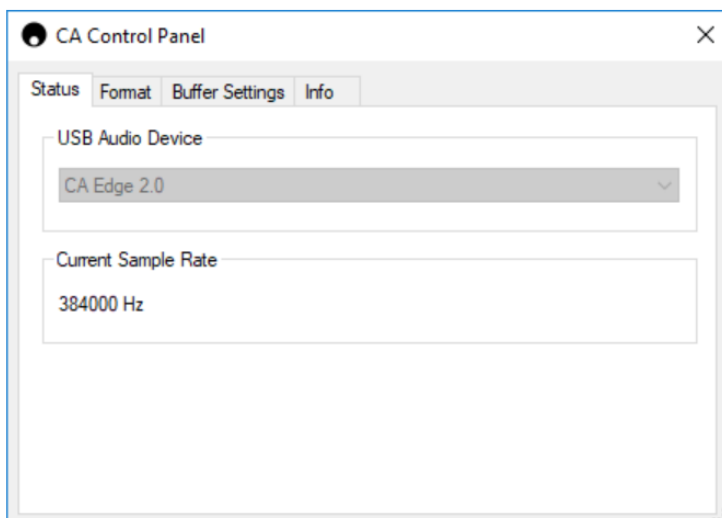 CA Control Panel
Status Format Buffer Settings Info
USB Audio Device
CA Edge 2.0
Current Sample Rate
384000 Hz